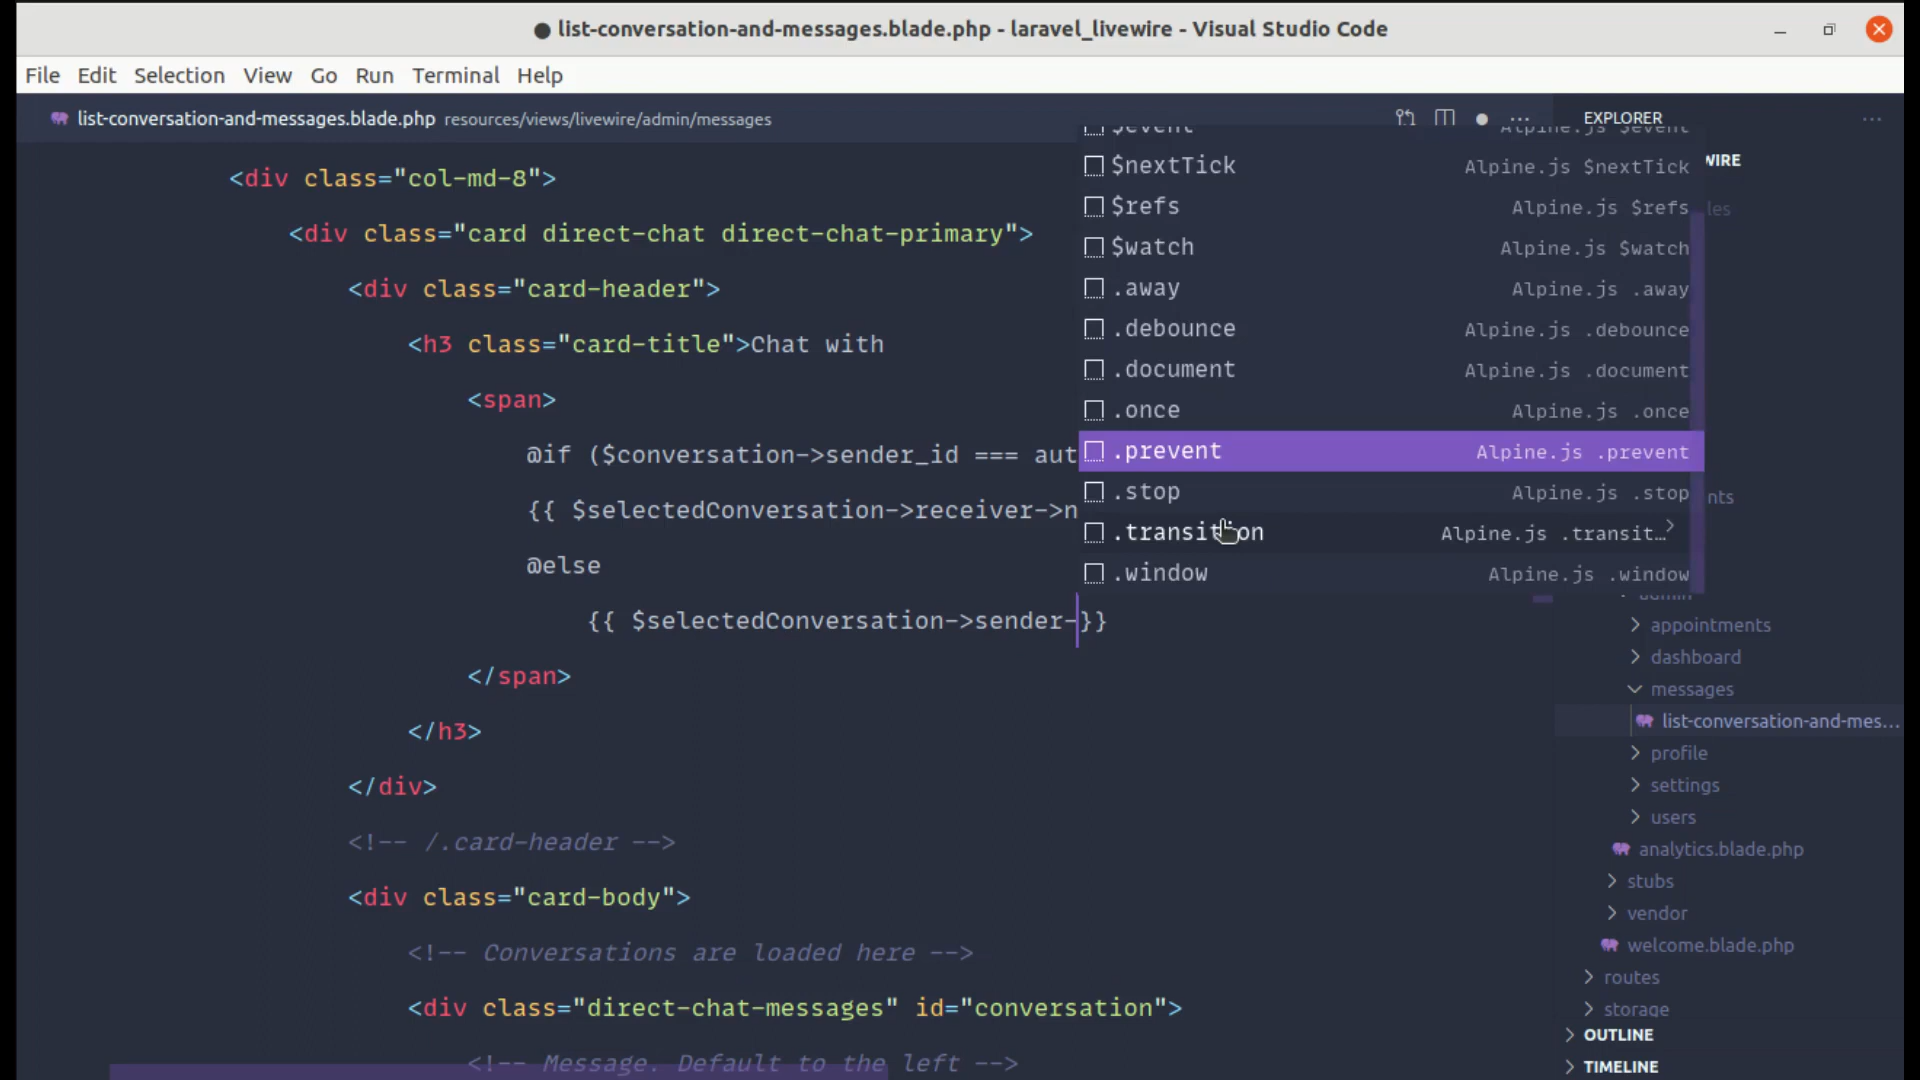 ● list-conversation-and-messages.blade.php - laravel_livewire - Visual Studio Code
File Edit Selection View Go Run Terminal Help
list-conversation-and-messages.blade.php resources/views/livewire/admin/messages
EXPLORER
<div class="col-md-8">
<div class="card direct-chat direct-chat-primary">
<div class="card-header">
<h3 class="card-title">Chat with
<span>
@if ($conversation->sender_id === aut
{{ $selectedConversation->receiver->n
@else
{{ $selectedConversation->sender-}}
</span>
</h3>
</div>
<!-- /.card-header -->
<div class="card-body">
<!-- Conversations are loaded here -->
<div class="direct-chat-messages" id="conversation">
<!-- Message. Default to the left -->
$event Alpine.js $event
$nextTick Alpine.js $nextTick
$refs Alpine.js $refs
$watch Alpine.js $watch
.away Alpine.js .away
.debounce Alpine.js .debounce
.document Alpine.js .document
.once Alpine.js .once
.prevent Alpine.js .prevent
.stop Alpine.js .stop
.transition Alpine.js .transit…
.window Alpine.js .window
WIRE
les
nts
admin
appointments
dashboard
messages
list-conversation-and-mes...
profile
settings
users
analytics.blade.php
stubs
vendor
welcome.blade.php
routes
storage
OUTLINE
TIMELINE